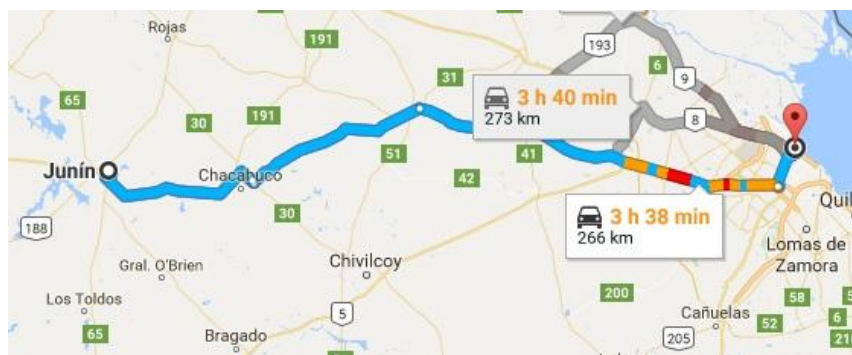 Rojas
191
193
31
6
9
65
3 h 40 min
273 km
8
30
191
Junín
Chacabuco
51
41
42
188
30
3 h 38 min
266 km
Quil
Lomas de
Zamora
Gral. O'Brien
Chivilcoy
Los Toldos
200
58
5
Cañuelas
52
6
65
Bragado
205